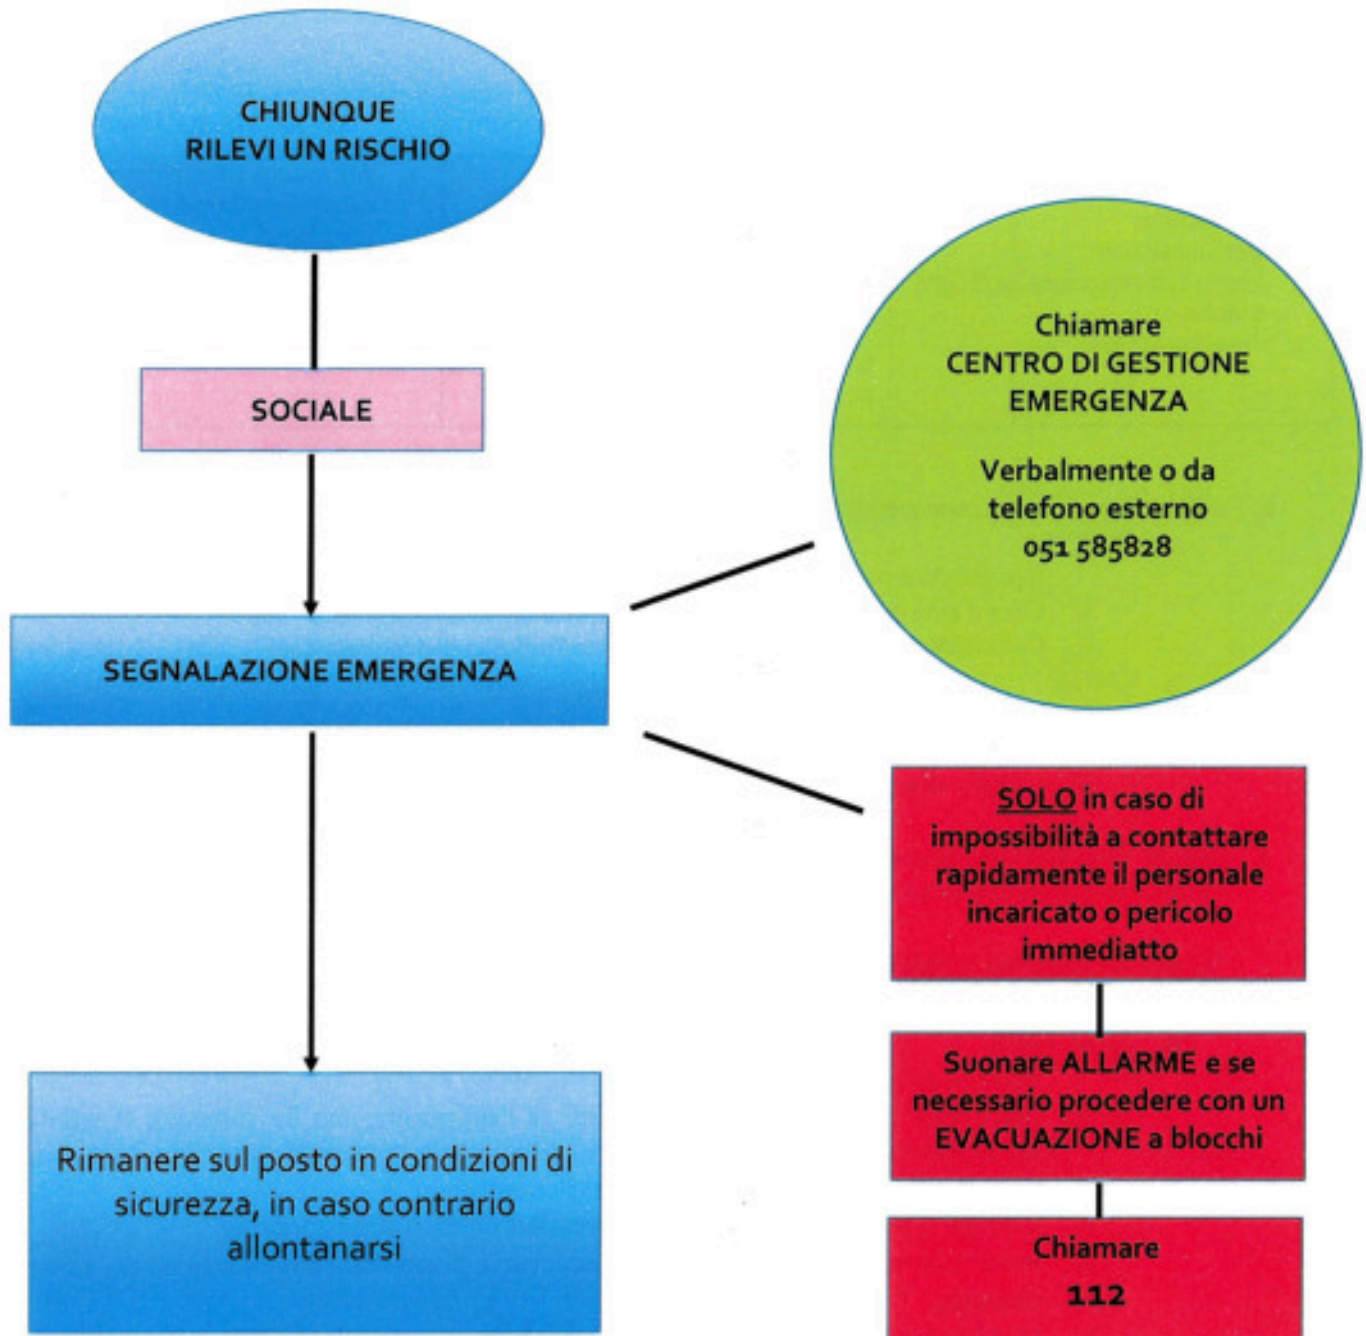 CHIUNQUE
RILEVI UN RISCHIO
SOCIALE
Chiamare
CENTRO DI GESTIONE
EMERGENZA
Verbalmente o da
telefono esterno
051 585828
SEGNALAZIONE EMERGENZA
SOLO in caso di
impossibilità a contattare
rapidamente il personale
incaricato o pericolo
immediatto
Suonare ALLARME e se
necessario procedere con un
EVACUAZIONE a blocchi
Chiamare
112
Rimanere sul posto in condizioni di
sicurezza, in caso contrario
allontanarsi